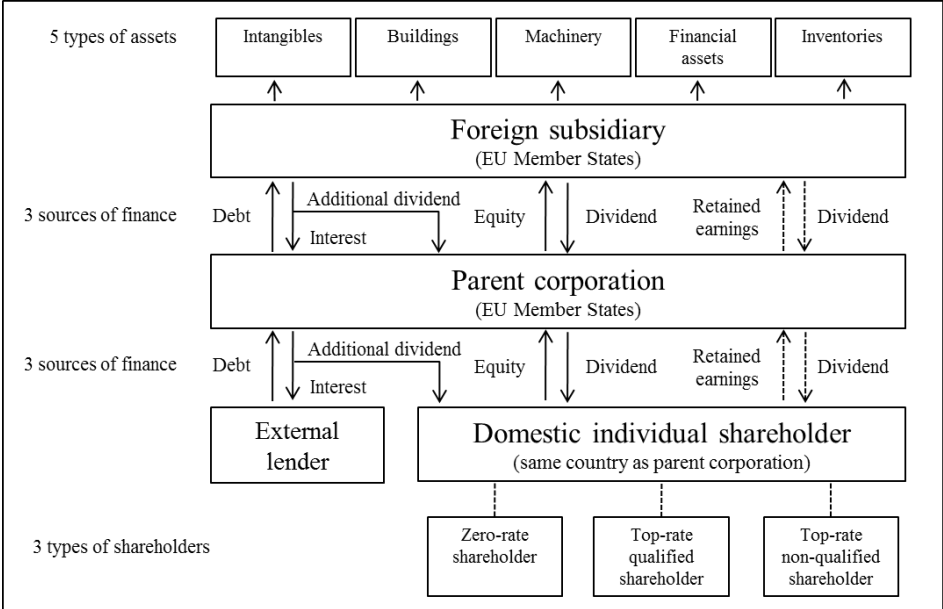 5 types of assets
Intangibles
Buildings
Machinery
Financial
assets
Inventories
Foreign subsidiary
(EU Member States)
3 sources of finance
Debt
Additional dividend
Interest
Equity
Dividend
Retained
earnings
Dividend
Parent corporation
(EU Member States)
3 sources of finance
Debt
Additional dividend
Interest
Equity
Dividend
Retained
earnings
Dividend
External
lender
Domestic individual shareholder
(same country as parent corporation)
3 types of shareholders
Zero-rate
shareholder
Top-rate
qualified
shareholder
Top-rate
non-qualified
shareholder